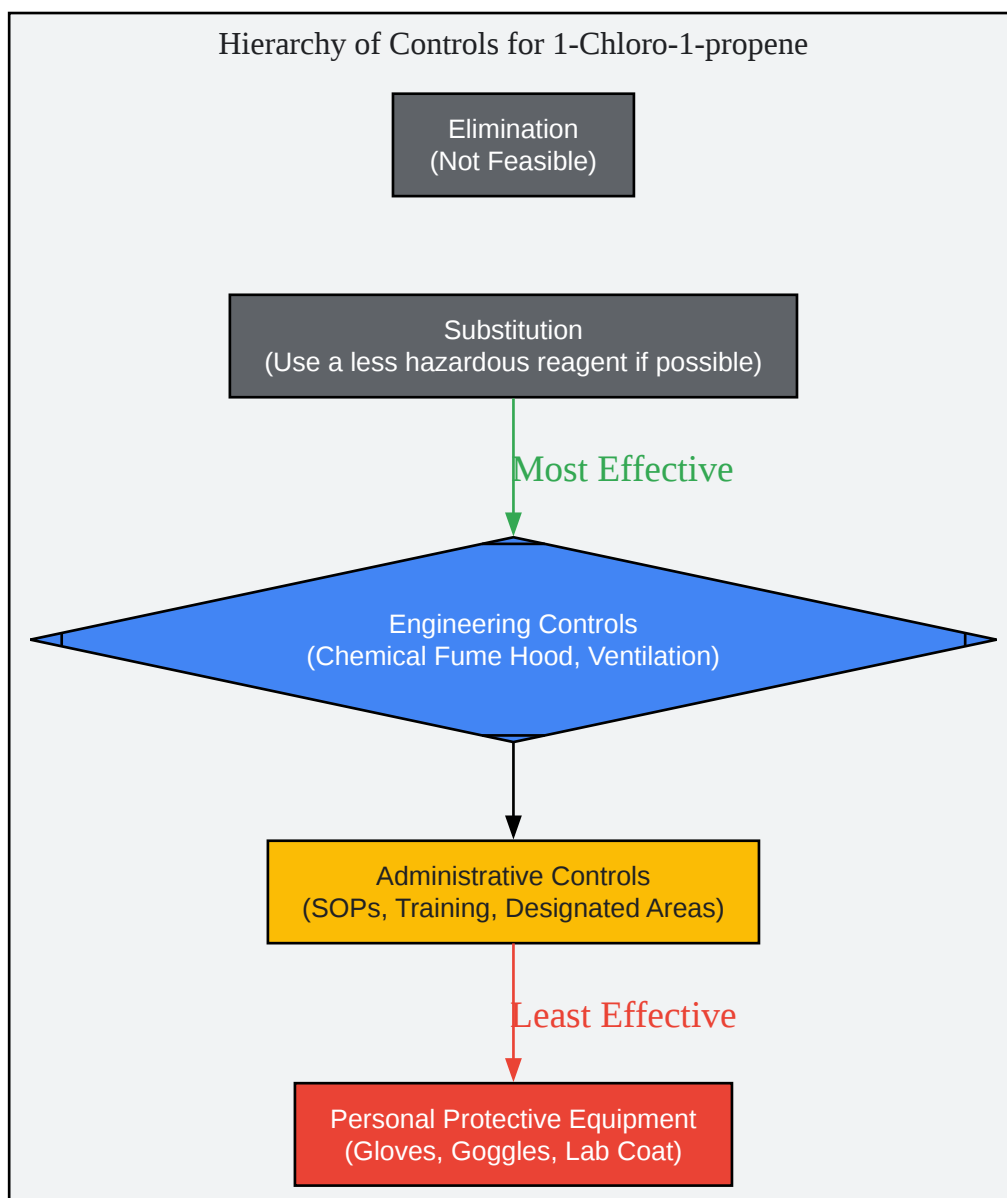 Hierarchy of Controls for 1-Chloro-1-propene
Elimination
(Not Feasible)
Substitution
(Use a less hazardous reagent if possible)
Most Effective
Engineering Controls
(Chemical Fume Hood, Ventilation)
Administrative Controls
(SOPs, Training, Designated Areas)
Least Effective
Personal Protective Equipment
(Gloves, Goggles, Lab Coat)